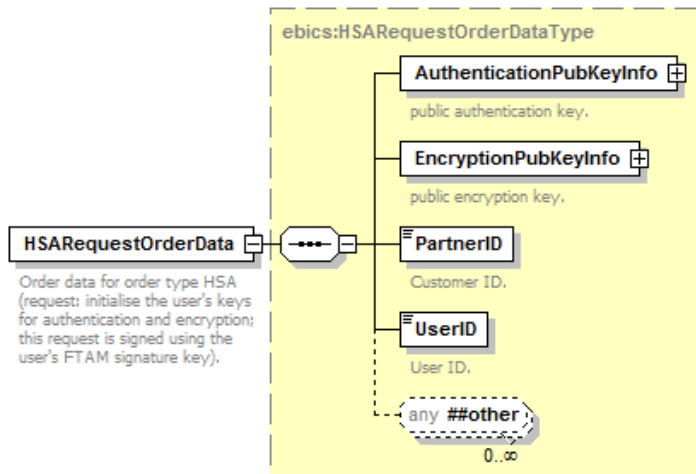 ebics:HSARequestOrderDataType
AuthenticationPubKeyInfo
public authentication key.
EncryptionPubKeyInfo
public encryption key.
HSARequestOrderData
Order data for order type HSA
(request: initialise the user's keys
for authentication and encryption;
this request is signed using the
user's FTAM signature key).
PartnerID
Customer ID.
UserID
User ID.
any ##other
0..∞